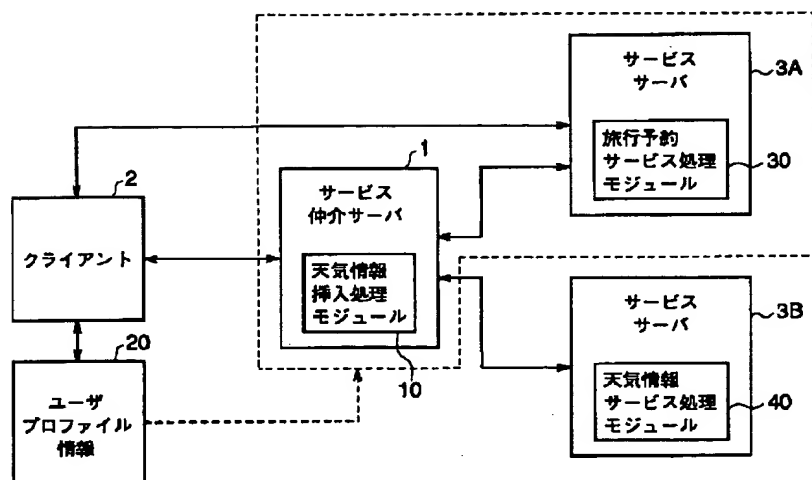 サービス
サーバ
3A
旅行予約
サービス処理
モジュール
30
1
サービス
仲介サーバ
天気情報
挿入処理
モジュール
10
2
クライアント
20
ユーザ
プロファイル
情報
サービス
サーバ
3B
天気情報
サービス処理
モジュール
40